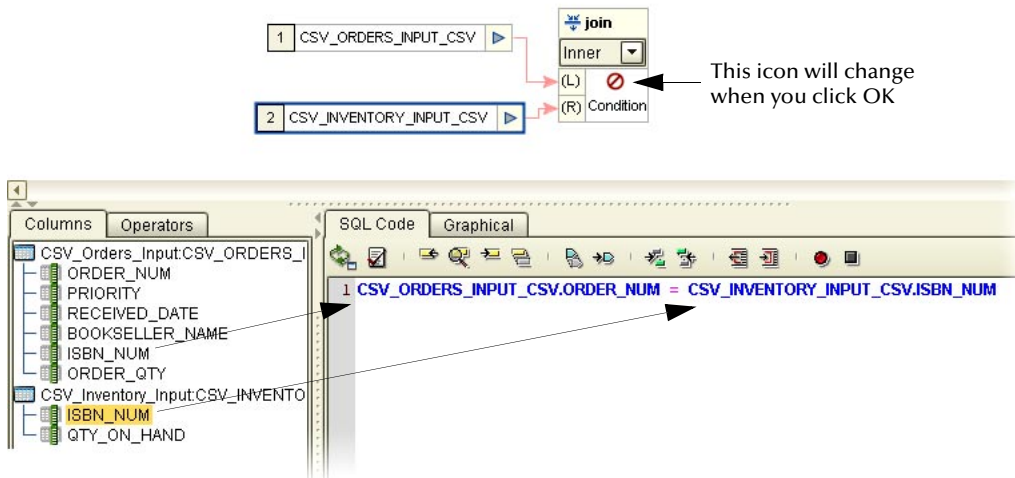 join
1 CSV_ORDERS_INPUT_CSV
Inner
(L)
This icon will change
when you click OK
2 CSV_INVENTORY_INPUT_CSV
(R) Condition
Columns Operators
SQL Code Graphical
CSV_Orders_Input:CSV_ORDERS_I
ORDER_NUM
PRIORITY
RECEIVED_DATE
BOOKSELLER_NAME
ISBN_NUM
ORDER_QTY
CSV_Inventory_Input:CSV_INVENTO
ISBN_NUM
QTY_ON_HAND
1 CSV_ORDERS_INPUT_CSV.ORDER_NUM = CSV_INVENTORY_INPUT_CSV.ISBN_NUM